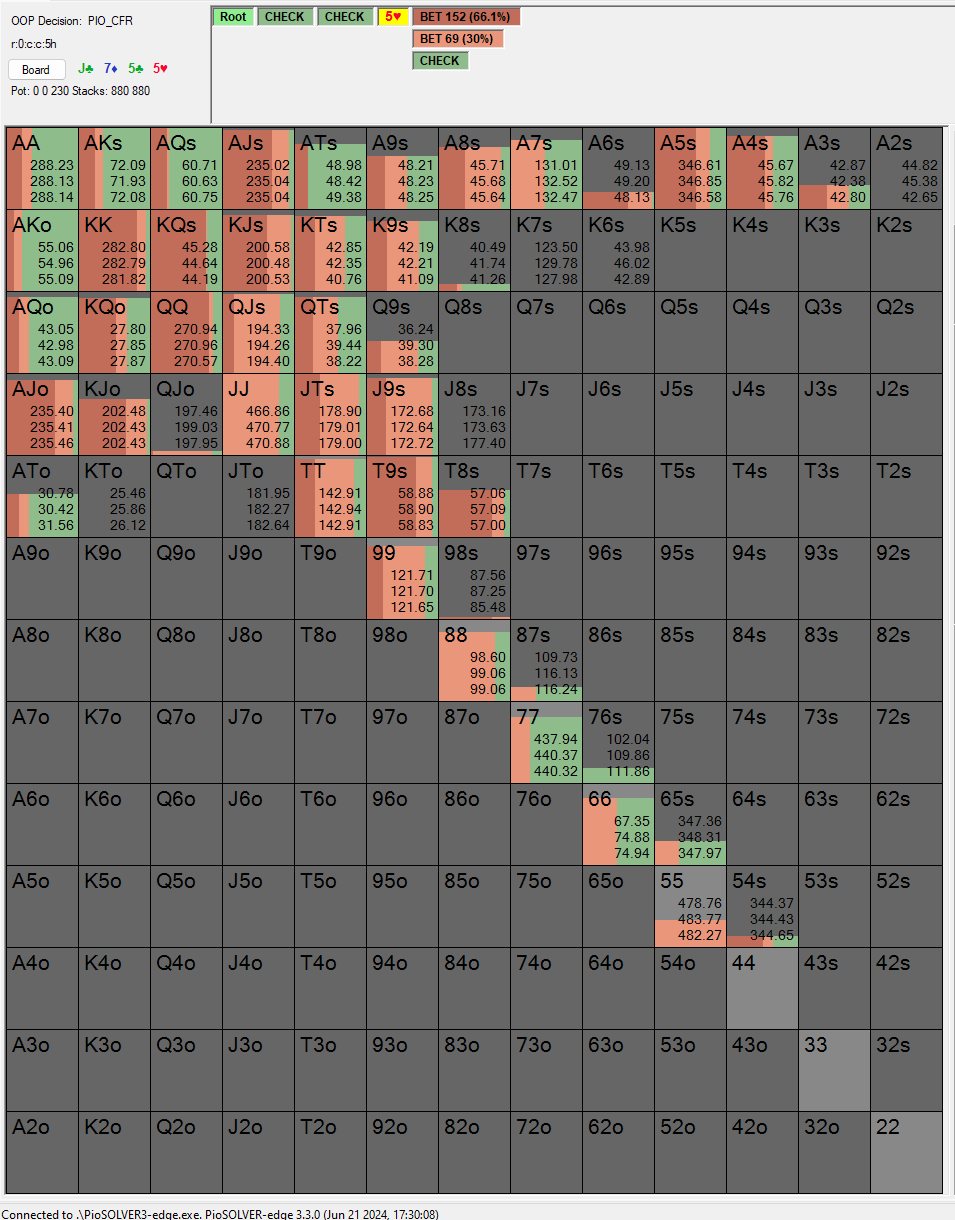 OOP Decision: PIO_CFR
r:0:c:c:5h
Board J♣ 7♦ 5♣ 5♥
Pot: 0 0 230 Stacks: 880 880
Root CHECK CHECK 5♥ BET 152 (66.1%)
BET 69 (30%)
CHECK
AA AKs AQs AJs ATs A9s A8s A7s A6s A5s A4s A3s A2s
288.23 72.09 60.71 235.02 48.98 48.21 45.71 131.01 49.13 346.61 45.67 42.87 44.82
288.13 71.93 60.63 235.04 48.42 48.23 45.68 132.52 49.20 346.85 45.82 42.38 45.38
288.14 72.08 60.75 235.04 49.38 48.25 45.64 132.47 48.13 346.58 45.76 42.80 42.65
AKo KK KQs KJs KTs K9s K8s K7s K6s K5s K4s K3s K2s
55.06 282.80 45.28 200.58 42.85 42.19 40.49 123.50 43.98
54.96 282.79 44.64 200.48 42.35 42.21 41.74 129.78 46.02
55.09 281.82 44.19 200.53 40.76 41.09 41.26 127.98 42.89
AQo KQo QQ QJs QTs Q9s Q8s Q7s Q6s Q5s Q4s Q3s Q2s
43.05 27.80 270.94 194.33 37.96 36.24
42.98 27.85 270.96 194.26 39.44 39.30
43.09 27.87 270.57 194.40 38.22 38.28
AJo KJo QJo JJ JTs J9s J8s J7s J6s J5s J4s J3s J2s
235.40 202.48 197.46 466.86 178.90 172.68 173.16
235.41 202.43 199.03 470.77 179.01 172.64 173.63
235.46 202.43 197.95 470.88 179.00 172.72 177.40
ATo KTo QTo JTo TT T9s T8s T7s T6s T5s T4s T3s T2s
30.78 25.46 181.95 142.91 58.88 57.06
30.42 25.86 182.27 142.94 58.90 57.09
31.56 26.12 182.64 142.91 58.83 57.00
A9o K9o Q9o J9o T9o 99 98s 97s 96s 95s 94s 93s 92s
121.71 87.56
121.70 87.25
121.65 85.48
A8o K8o Q8o J8o T8o 98o 88 87s 86s 85s 84s 83s 82s
98.60 109.73
99.06 116.13
99.06 116.24
A7o K7o Q7o J7o T7o 97o 87o 77 76s 75s 74s 73s 72s
437.94 102.04
440.37 109.86
440.32 111.86
A6o K6o Q6o J6o T6o 96o 86o 76o 66 65s 64s 63s 62s
67.35 347.36
74.88 348.31
74.94 347.97
A5o K5o Q5o J5o T5o 95o 85o 75o 65o 55 54s 53s 52s
478.76 344.37
483.77 344.43
482.27 344.65
A4o K4o Q4o J4o T4o 94o 84o 74o 64o 54o 44 43s 42s
A3o K3o Q3o J3o T3o 93o 83o 73o 63o 53o 43o 33 32s
A2o K2o Q2o J2o T2o 92o 82o 72o 62o 52o 42o 32o 22
Connected to .\PioSOLVER3-edge.exe. PioSOLVER-edge 3.3.0 (Jun 21 2024, 17:30:08)